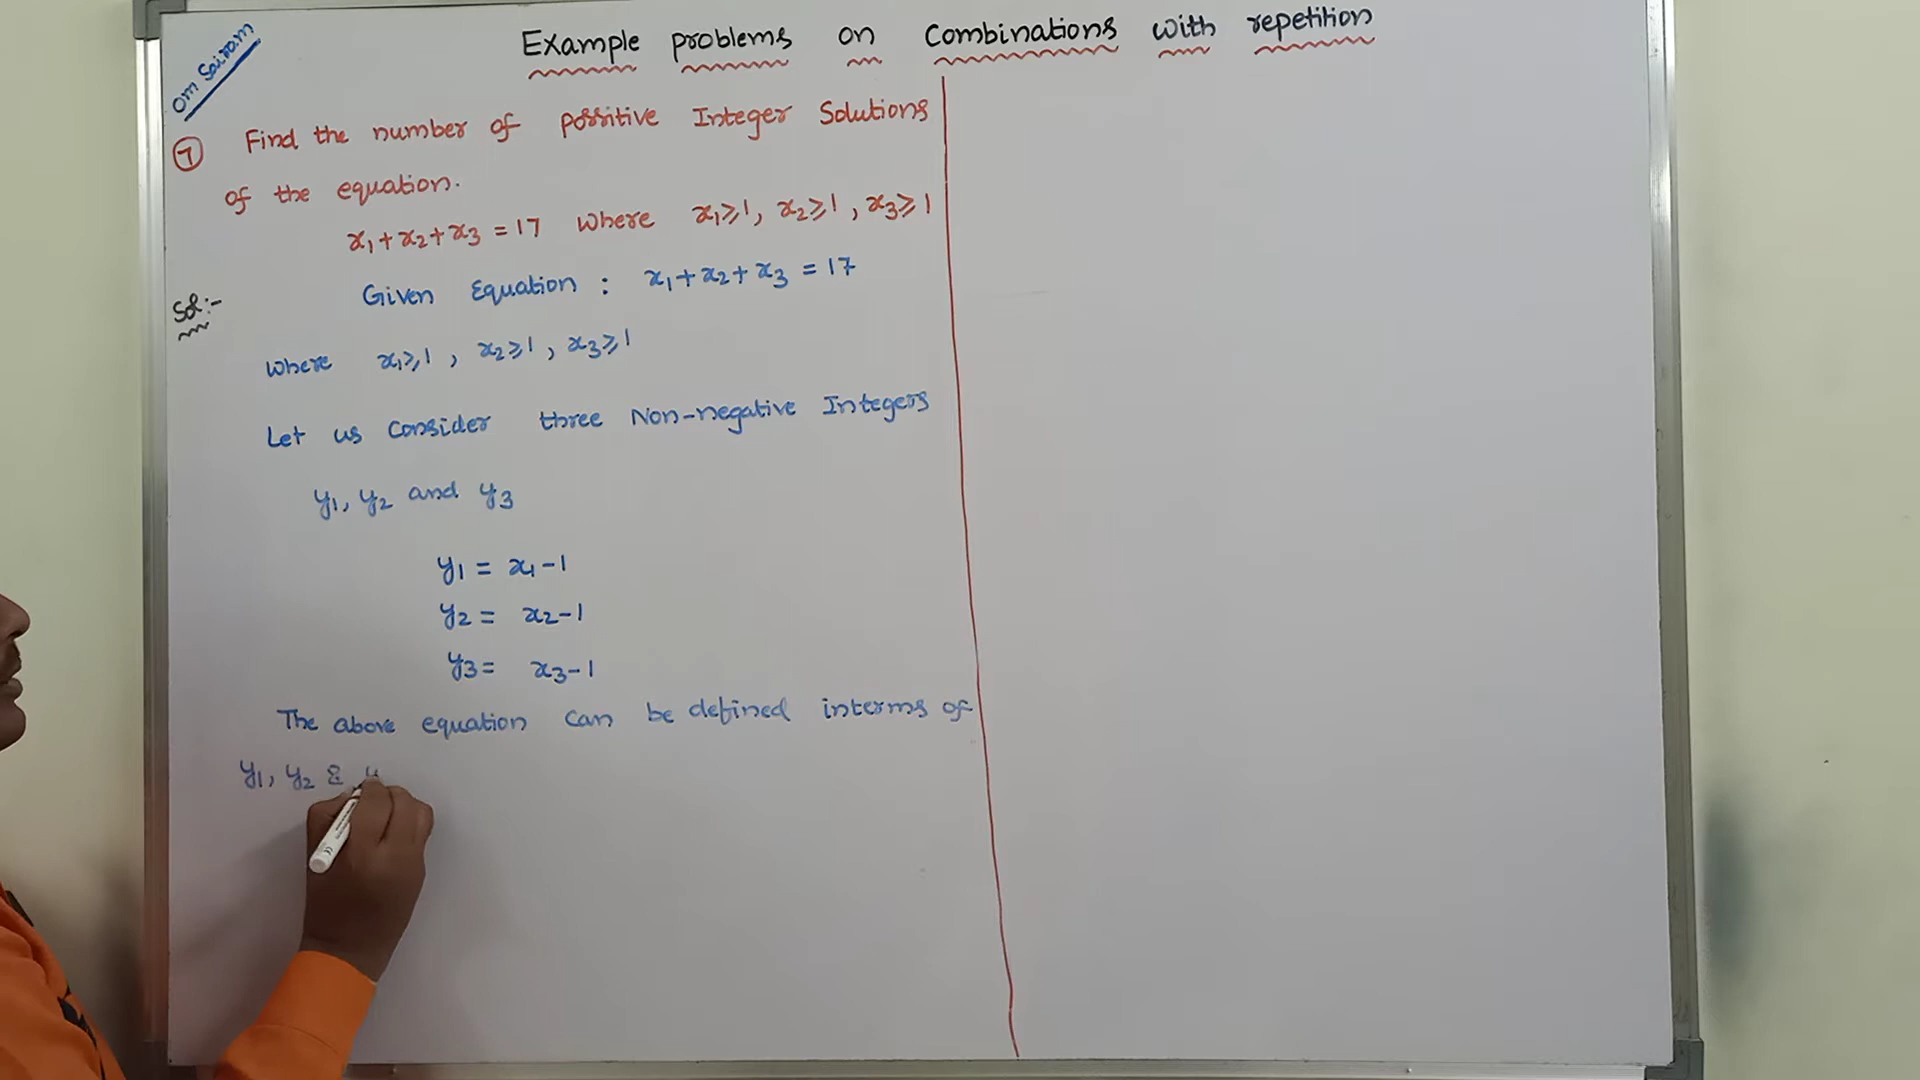 Om Sairam
Example problems on Combinations with repetition
7 Find the number of possitive Integer Solutions
of the equation.
x₁+x₂+x₃ = 17 where x₁≥1, x₂≥1, x₃≥1
Sol:- Given Equation : x₁+x₂+x₃ = 17
where x₁≥1, x₂≥1, x₃≥1
Let us Consider three Non-negative Integers
y₁, y₂ and y₃
y₁ = x₁-1
y₂ = x₂-1
y₃ = x₃-1
The above equation can be defined interms of
y₁, y₂ & y